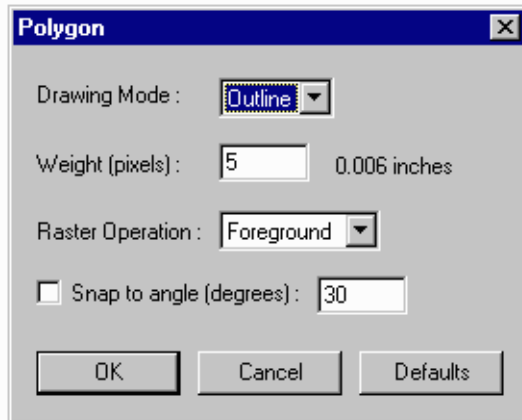 Polygon
Drawing Mode : Outline
Weight (pixels) : 5 0.006 inches
Raster Operation : Foreground
Snap to angle (degrees) : 30
OK Cancel Defaults